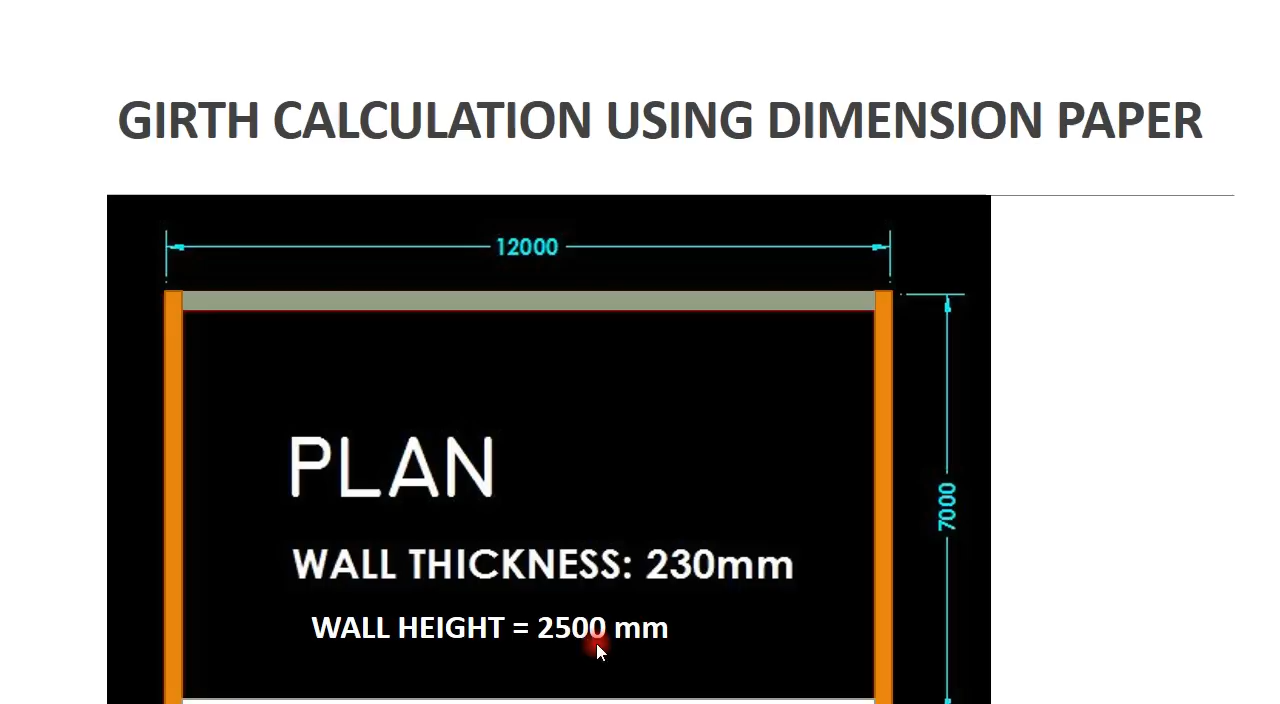 GIRTH CALCULATION USING DIMENSION PAPER
12000
PLAN
7000
WALL THICKNESS: 230mm
WALL HEIGHT = 2500 mm